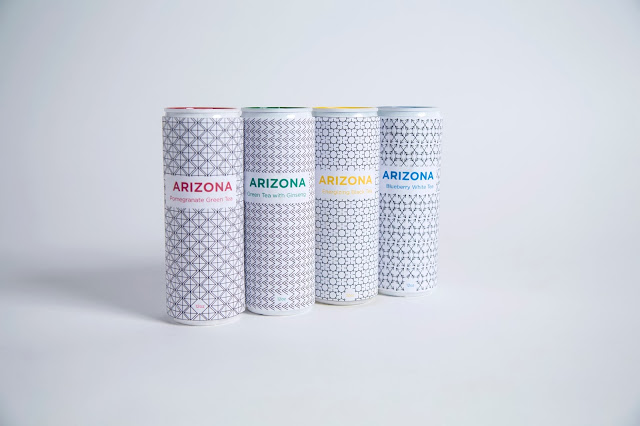 ARIZONA
Pomegranate Green Tea
ARIZONA
Green Tea with Ginseng
ARIZONA
ARIZONA
Blueberry White Tea